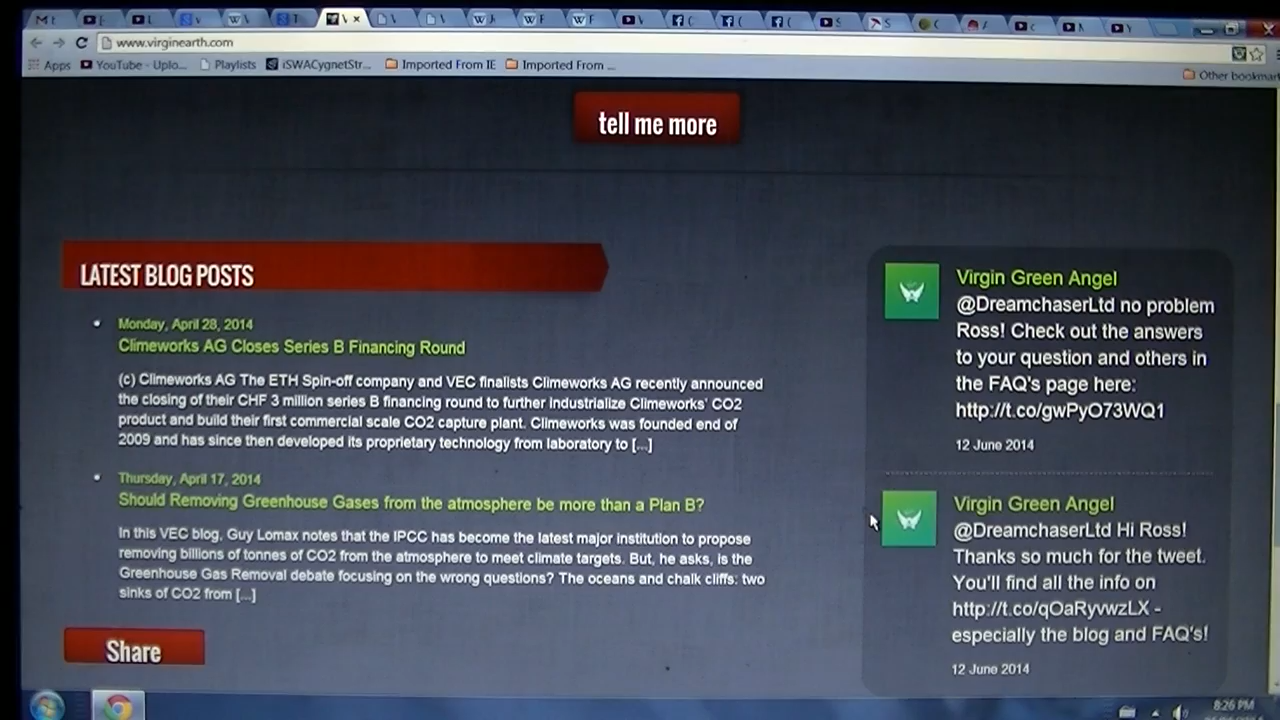 www.virginearth.com
Apps YouTube - Uplo... Playlists iSWACygnetStr... Imported From IE Imported From ...
Other bookmar
tell me more
LATEST BLOG POSTS
Monday, April 28, 2014
Climeworks AG Closes Series B Financing Round
(c) Climeworks AG The ETH Spin-off company and VEC finalists Climeworks AG recently announced
the closing of their CHF 3 million series B financing round to further industrialize Climeworks' CO2
product and build their first commercial scale CO2 capture plant. Climeworks was founded end of
2009 and has since then developed its proprietary technology from laboratory to [...]
Thursday, April 17, 2014
Should Removing Greenhouse Gases from the atmosphere be more than a Plan B?
In this VEC blog, Guy Lomax notes that the IPCC has become the latest major institution to propose
removing billions of tonnes of CO2 from the atmosphere to meet climate targets. But, he asks, is the
Greenhouse Gas Removal debate focusing on the wrong questions? The oceans and chalk cliffs: two
sinks of CO2 from [...]
Share
Virgin Green Angel
@DreamchaserLtd no problem
Ross! Check out the answers
to your question and others in
the FAQ's page here:
http://t.co/gwPyO73WQ1
12 June 2014
Virgin Green Angel
@DreamchaserLtd Hi Ross!
Thanks so much for the tweet.
You'll find all the info on
http://t.co/qOaRyvwzLX -
especially the blog and FAQ's!
12 June 2014
8:26 PM